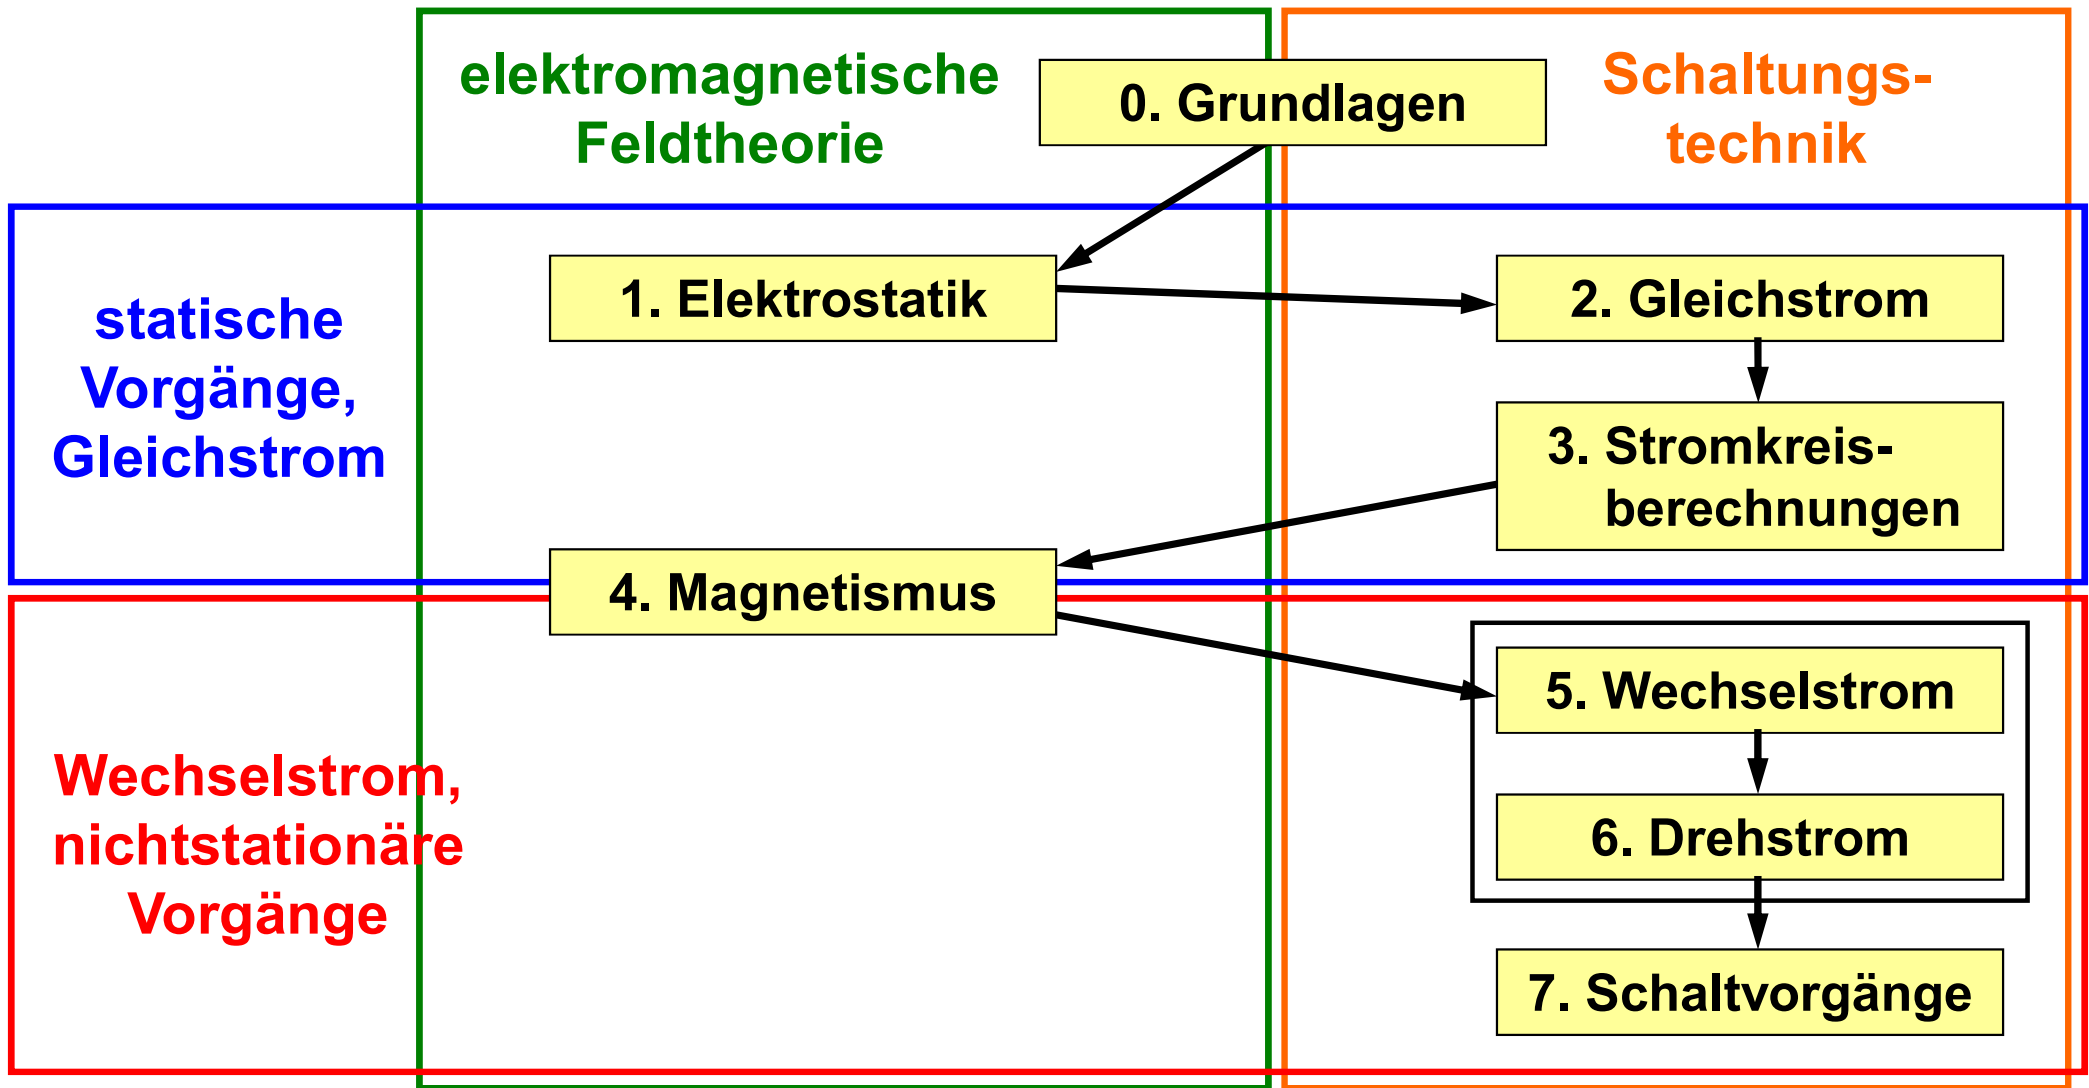 elektromagnetische
Feldtheorie
0. Grundlagen
Schaltungs-
technik
statische
Vorgänge,
Gleichstrom
1. Elektrostatik
2. Gleichstrom
3. Stromkreis-
berechnungen
4. Magnetismus
Wechselstrom,
nichtstationäre
Vorgänge
5. Wechselstrom
6. Drehstrom
7. Schaltvorgänge